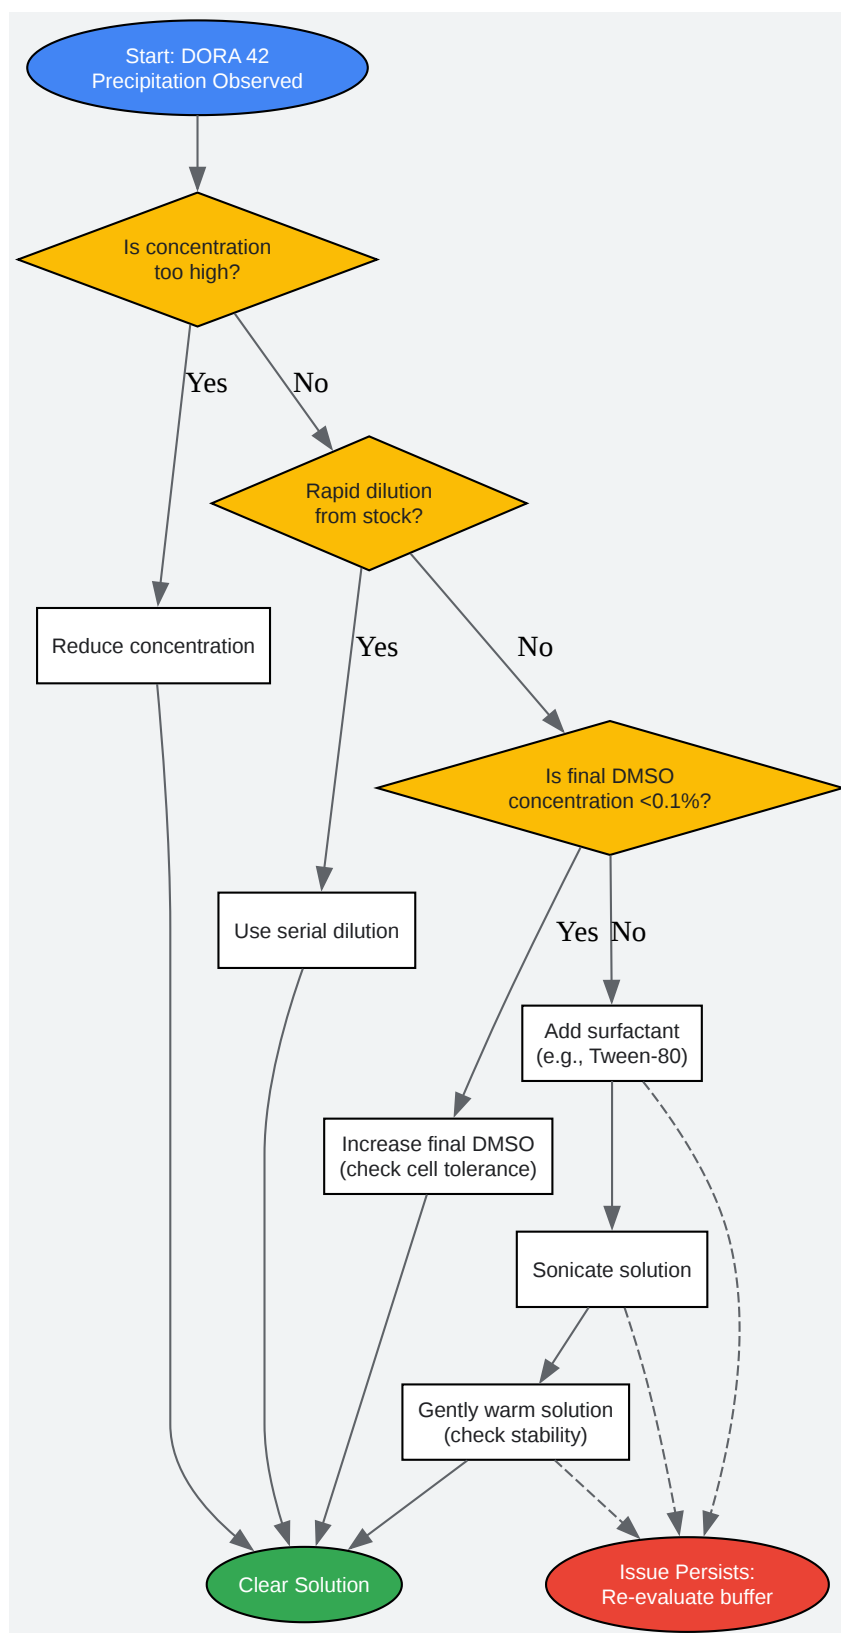 Start: DORA 42
Precipitation Observed
Is concentration
too high?
Yes
No
Rapid dilution
from stock?
Reduce concentration
Yes
No
Is final DMSO
concentration <0.1%?
Use serial dilution
Yes
No
Add surfactant
(e.g., Tween-80)
Increase final DMSO
(check cell tolerance)
Sonicate solution
Gently warm solution
(check stability)
Clear Solution
Issue Persists:
Re-evaluate buffer